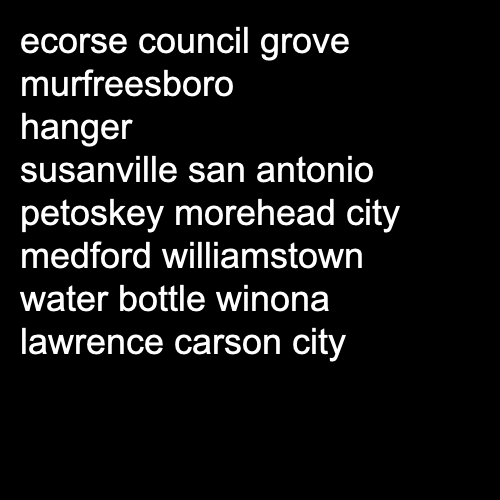 ecorse council grove
murfreesboro
hanger
susanville san antonio
petoskey morehead city
medford williamstown
water bottle winona
lawrence carson city